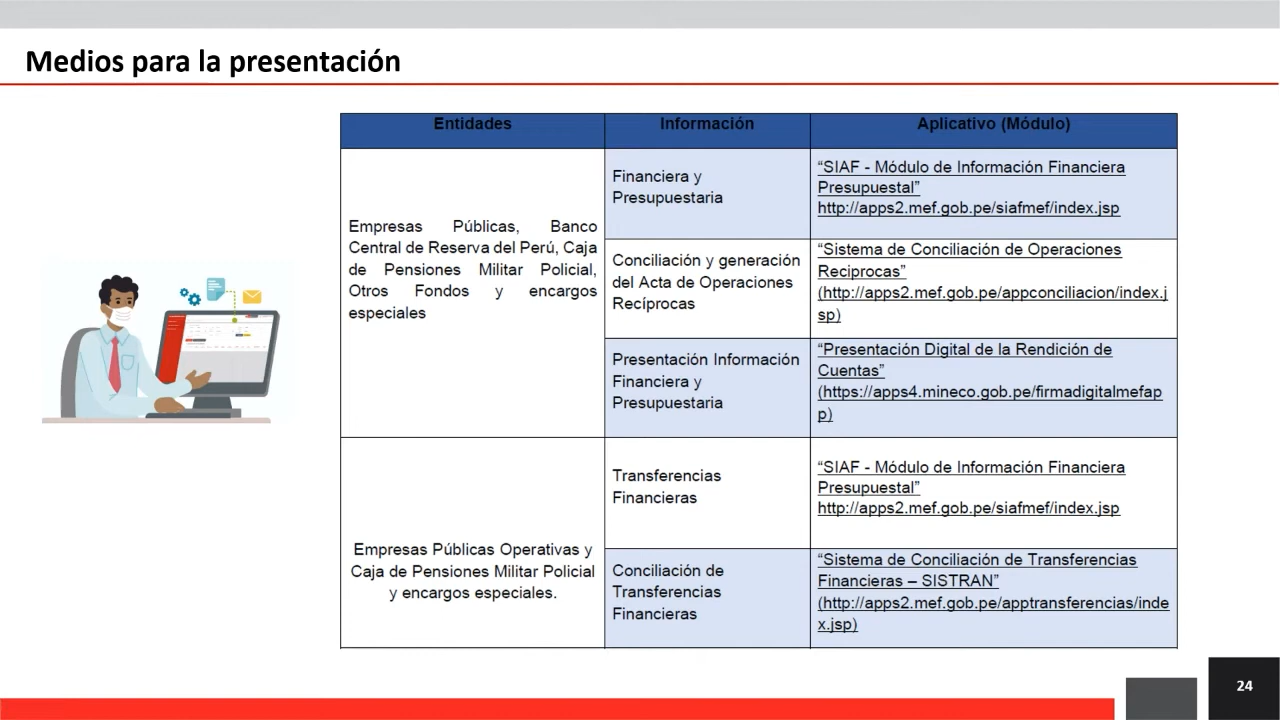 Medios para la presentación
Entidades
Información
Aplicativo (Módulo)
Empresas Públicas, Banco
Central de Reserva del Perú, Caja
de Pensiones Militar Policial,
Otros Fondos y encargos
especiales
Financiera y
Presupuestaria
“SIAF - Módulo de Información Financiera
Presupuestal”
http://apps2.mef.gob.pe/siafmef/index.jsp
Conciliación y generación
del Acta de Operaciones
Recíprocas
“Sistema de Conciliación de Operaciones
Reciprocas”
(http://apps2.mef.gob.pe/appconciliacion/index.j
sp)
Presentación Información
Financiera y
Presupuestaria
“Presentación Digital de la Rendición de
Cuentas”
(https://apps4.mineco.gob.pe/firmadigitalmefap
p)
Empresas Públicas Operativas y
Caja de Pensiones Militar Policial
y encargos especiales.
Transferencias
Financieras
“SIAF - Módulo de Información Financiera
Presupuestal”
http://apps2.mef.gob.pe/siafmef/index.jsp
Conciliación de
Transferencias
Financieras
“Sistema de Conciliación de Transferencias
Financieras – SISTRAN”
(http://apps2.mef.gob.pe/apptransferencias/inde
x.jsp)
24